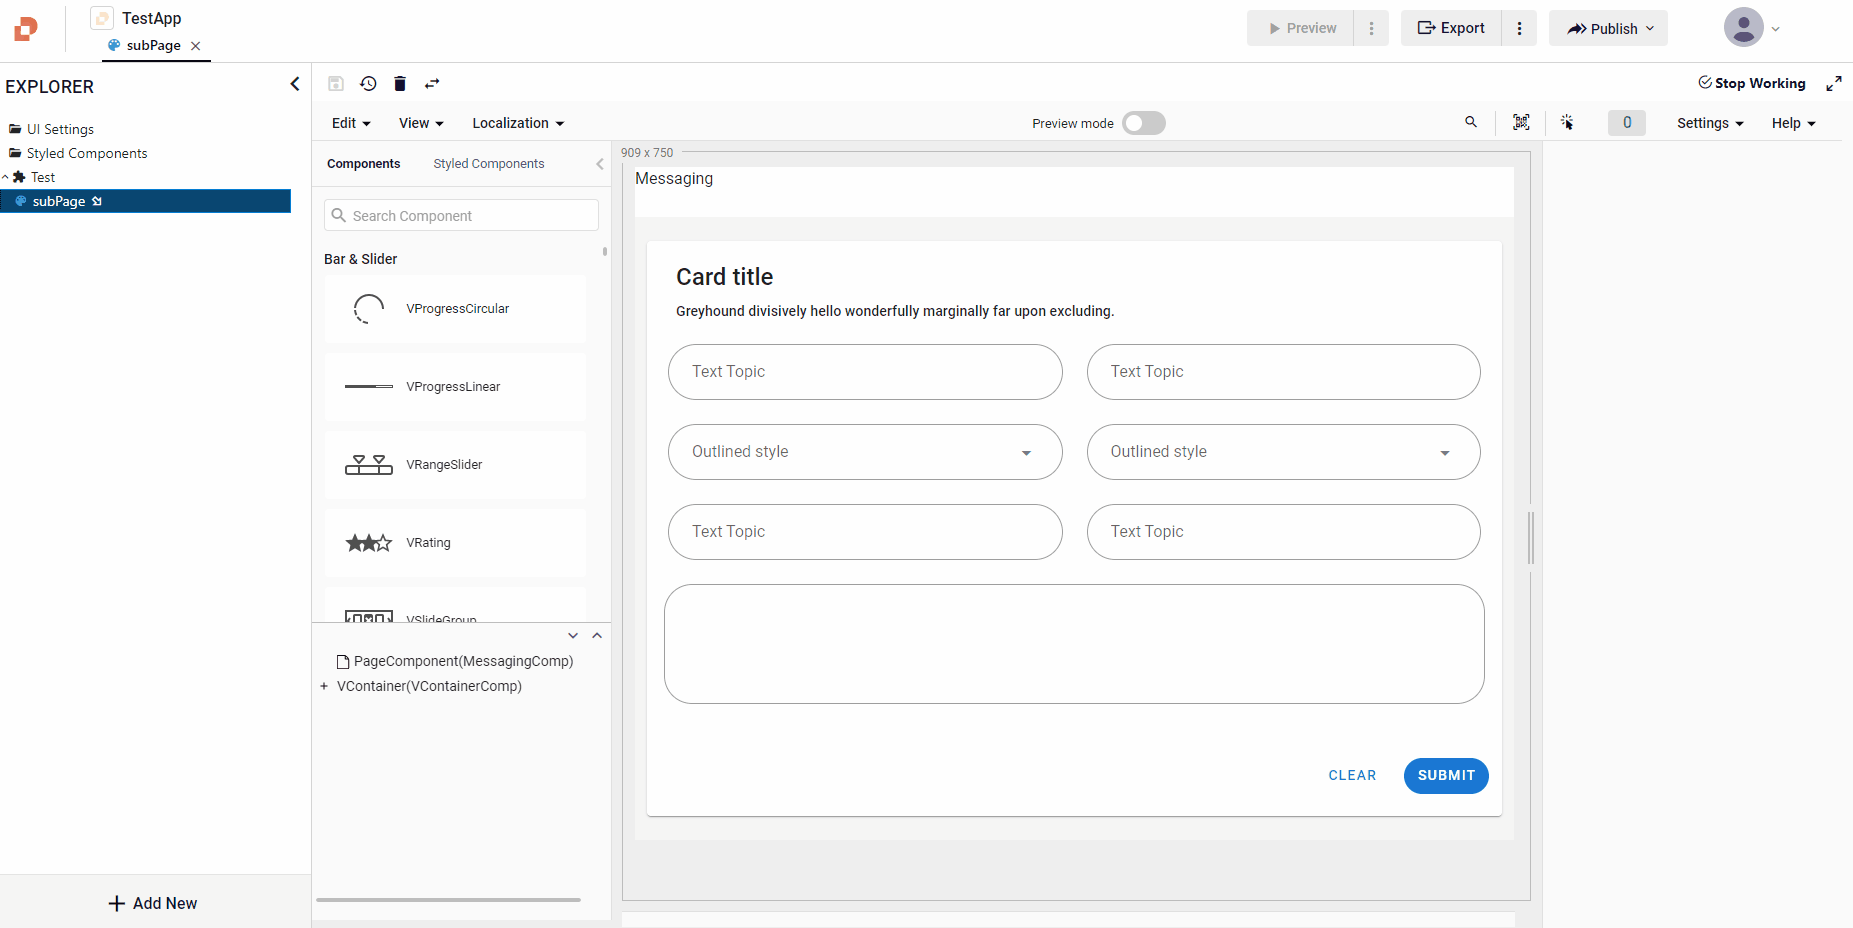 TestApp
subPage
Preview
Export
Publish
EXPLORER
Stop Working
UI Settings
Styled Components
Test
subPage
Add New
Edit
View
Localization
Preview mode
0
Settings
Help
Components
Styled Components
Search Component
Bar & Slider
VProgressCircular
VProgressLinear
VRangeSlider
VRating
VSlideGroup
PageComponent(MessagingComp)
+ VContainer(VContainerComp)
909 x 750
Messaging
Card title
Greyhound divisively hello wonderfully marginally far upon excluding.
Text Topic
Text Topic
Outlined style
Outlined style
Text Topic
Text Topic
CLEAR
SUBMIT